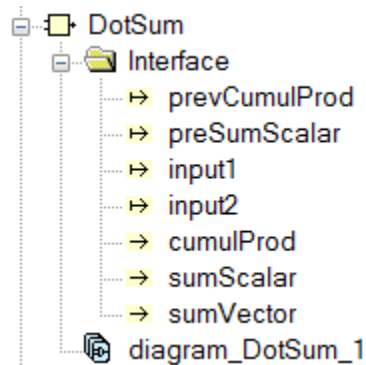 DotSum
Interface
prevCumulProd
preSumScalar
input1
input2
cumulProd
sumScalar
sumVector
diagram_DotSum_1